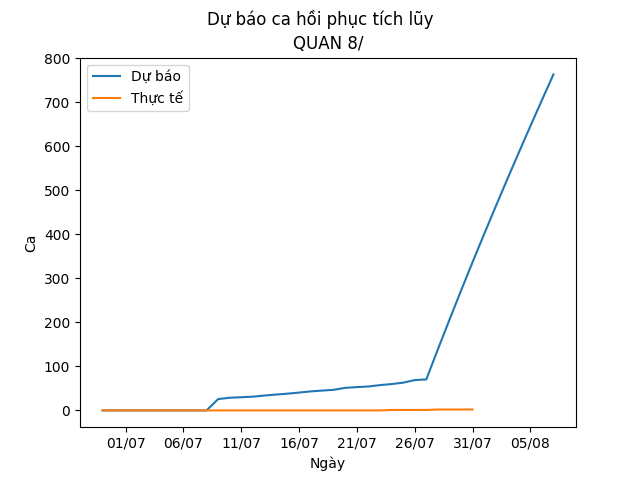 Dự báo ca hồi phục tích lũy
QUAN 8/
800
700
600
500
400
300
200
100
0
Ca
Dự báo
Thực tế
01/07
06/07
11/07
16/07
21/07
26/07
31/07
05/08
Ngày